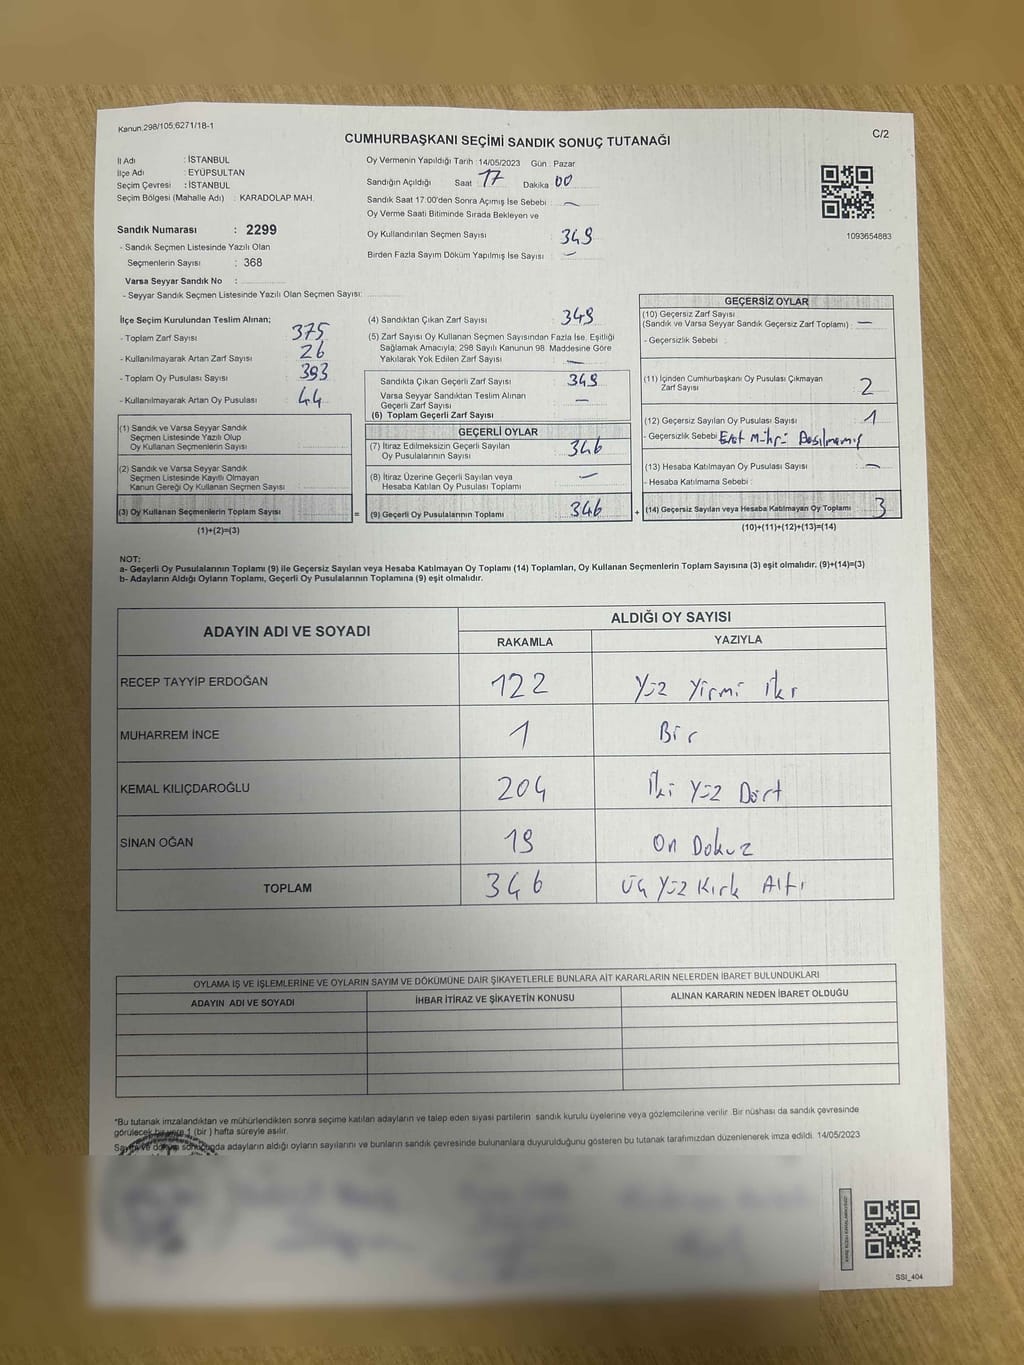 Kanun,298/105,6271/18-1
C/2
CUMHURBAŞKANI SEÇİMİ SANDIK SONUÇ TUTANAĞI
İl Adı : İSTANBUL
İlçe Adı : EYÜPSULTAN
Seçim Çevresi : İSTANBUL
Seçim Bölgesi (Mahalle Adı) : KARADOLAP MAH.
Sandık Numarası : 2299
- Sandık Seçmen Listesinde Yazılı Olan
Seçmenlerin Sayısı : 368
Varsa Seyyar Sandık No :
- Seyyar Sandık Seçmen Listesinde Yazılı Olan Seçmen Sayısı:
Oy Vermenin Yapıldığı Tarih : 14/05/2023 Gün : Pazar
Sandığın Açıldığı Saat 17 Dakika 00
Sandık Saat 17:00'den Sonra Açımış İse Sebebi : —
Oy Verme Saati Bitiminde Sırada Bekleyen ve
Oy Kullandırılan Seçmen Sayısı : 349
Birden Fazla Sayım Döküm Yapılmış İse Sayısı : —
1093654883
İlçe Seçim Kurulundan Teslim Alınan;
- Toplam Zarf Sayısı : 375
- Kullanılmayarak Artan Zarf Sayısı : 26
- Toplam Oy Pusulası Sayısı : 393
- Kullanılmayarak Artan Oy Pusulası : 44
(1) Sandık ve Varsa Seyyar Sandık
Seçmen Listesinde Yazılı Olup
Oy Kullanan Seçmenlerin Sayısı :
(2) Sandık ve Varsa Seyyar Sandık
Seçmen Listesinde Kayıtlı Olmayan
Kanun Gereği Oy Kullanan Seçmen Sayısı :
(3) Oy Kullanan Seçmenlerin Toplam Sayısı :
(1)+(2)=(3)
(4) Sandıktan Çıkan Zarf Sayısı : 349
(5) Zarf Sayısı Oy Kullanan Seçmen Sayısından Fazla İse, Eşitliği
Sağlamak Amacıyla; 298 Sayılı Kanunun 98. Maddesine Göre
Yakılarak Yok Edilen Zarf Sayısı : —
Sandıkta Çıkan Geçerli Zarf Sayısı : 349
Varsa Seyyar Sandıktan Teslim Alınan
Geçerli Zarf Sayısı : —
(6) Toplam Geçerli Zarf Sayısı
GEÇERLİ OYLAR
(7) İtiraz Edilmeksizin Geçerli Sayılan
Oy Pusulalarının Sayısı : 346
(8) İtiraz Üzerine Geçerli Sayılan veya
Hesaba Katılan Oy Pusulası Toplamı : —
= (9) Geçerli Oy Pusulalarının Toplamı : 346 +
GEÇERSİZ OYLAR
(10) Geçersiz Zarf Sayısı
(Sandık ve Varsa Seyyar Sandık Geçersiz Zarf Toplamı) : —
- Geçersizlik Sebebi :
(11) İçinden Cumhurbaşkanı Oy Pusulası Çıkmayan
Zarf Sayısı : 2
(12) Geçersiz Sayılan Oy Pusulası Sayısı : 1
- Geçersizlik Sebebi : Evet Mührü Basılmamış
(13) Hesaba Katılmayan Oy Pusulası Sayısı : —
- Hesaba Katılmama Sebebi :
(14) Geçersiz Sayılan veya Hesaba Katılmayan Oy Toplamı : 3
(10)+(11)+(12)+(13)=(14)
NOT:
a- Geçerli Oy Pusulalarının Toplamı (9) ile Geçersiz Sayılan veya Hesaba Katılmayan Oy Toplamı (14) Toplamları, Oy Kullanan Seçmenlerin Toplam Sayısına (3) eşit olmalıdır. (9)+(14)=(3)
b- Adayların Aldığı Oyların Toplamı, Geçerli Oy Pusulalarının Toplamına (9) eşit olmalıdır.
ADAYIN ADI VE SOYADI
ALDIĞI OY SAYISI
RAKAMLA YAZIYLA
RECEP TAYYİP ERDOĞAN 122 Yüz Yirmi İki
MUHARREM İNCE 1 Bir
KEMAL KILIÇDAROĞLU 204 İki Yüz Dört
SİNAN OĞAN 19 On Dokuz
TOPLAM 346 Üç Yüz Kırk Altı
OYLAMA İŞ VE İŞLEMLERİNE VE OYLARIN SAYIM VE DÖKÜMÜNE DAİR ŞİKAYETLERLE BUNLARA AİT KARARLARIN NELERDEN İBARET BULUNDUKLARI
ADAYIN ADI VE SOYADI İHBAR İTİRAZ VE ŞİKAYETİN KONUSU ALINAN KARARIN NEDEN İBARET OLDUĞU
*Bu tutanak imzalandıktan ve mühürlendikten sonra seçime katılan adayların ve talep eden siyasi partilerin sandık kurulu üyelerine veya gözlemcilerine verilir. Bir nüshası da sandık çevresinde
görülecek bir yere 1 (bir) hafta süreyle asılır.
Sayım ve döküm sonucunda adayların aldığı oyların sayılarını ve bunların sandık çevresinde bulunanlara duyurulduğunu gösteren bu tutanak tarafımızdan düzenlenerek imza edildi. 14/05/2023
SSI_404